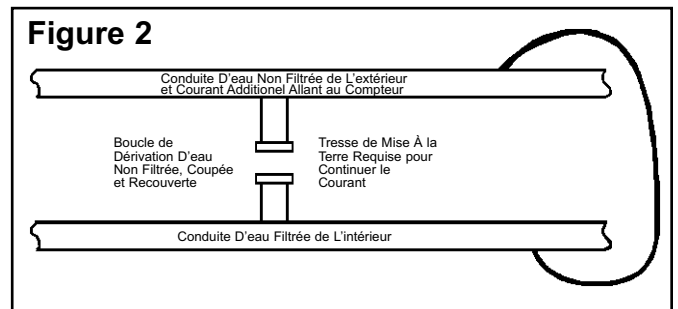 Figure 2
Conduite D'eau Non Filtrée de L'extérieur
et Courant Additionel Allant au Compteur
Boucle de
Dérivation D'eau
Non Filtrée, Coupée
et Recouverte
Tresse de Mise À la
Terre Requise pour
Continuer le
Courant
Conduite D'eau Filtrée de L'intérieur